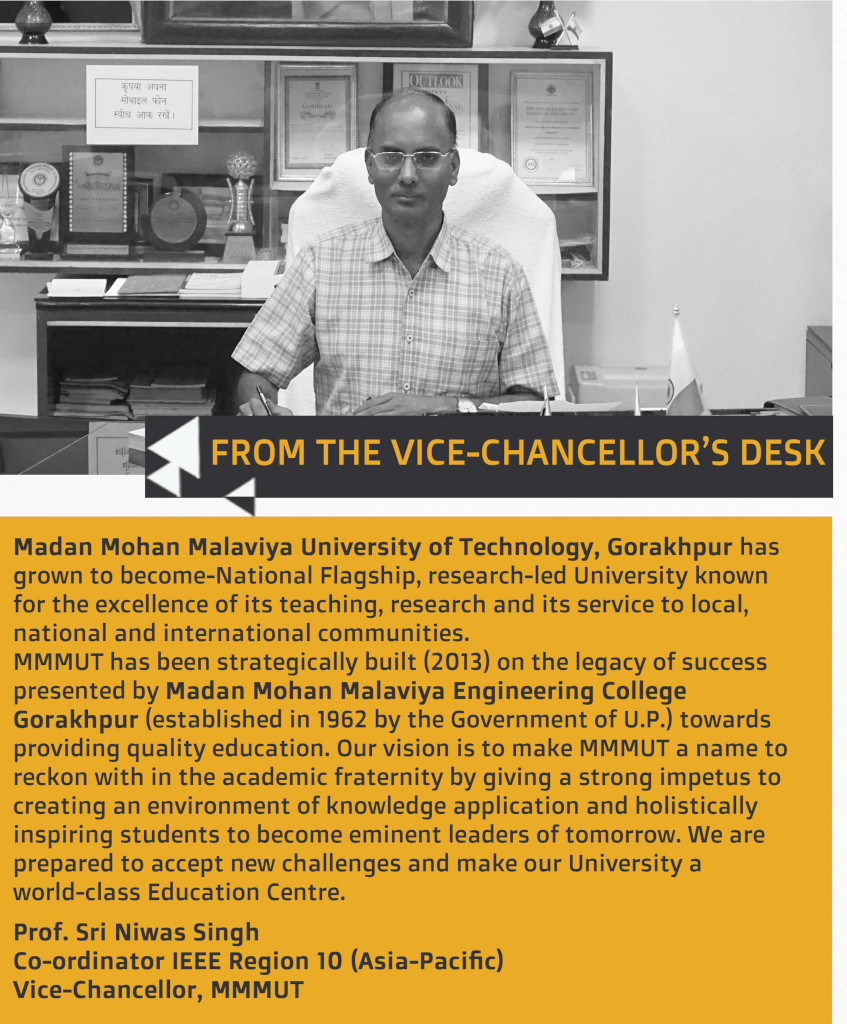 कृपया अपना
मोबाइल फोन
स्वीच आफ रखें।
Certificate
OUTLOOK
FROM THE VICE-CHANCELLOR’S DESK
Madan Mohan Malaviya University of Technology, Gorakhpur has
grown to become-National Flagship, research-led University known
for the excellence of its teaching, research and its service to local,
national and international communities.
MMMUT has been strategically built (2013) on the legacy of success
presented by Madan Mohan Malaviya Engineering College
Gorakhpur (established in 1962 by the Government of U.P.) towards
providing quality education. Our vision is to make MMMUT a name to
reckon with in the academic fraternity by giving a strong impetus to
creating an environment of knowledge application and holistically
inspiring students to become eminent leaders of tomorrow. We are
prepared to accept new challenges and make our University a
world-class Education Centre.
Prof. Sri Niwas Singh
Co-ordinator IEEE Region 10 (Asia-Pacific)
Vice-Chancellor, MMMUT